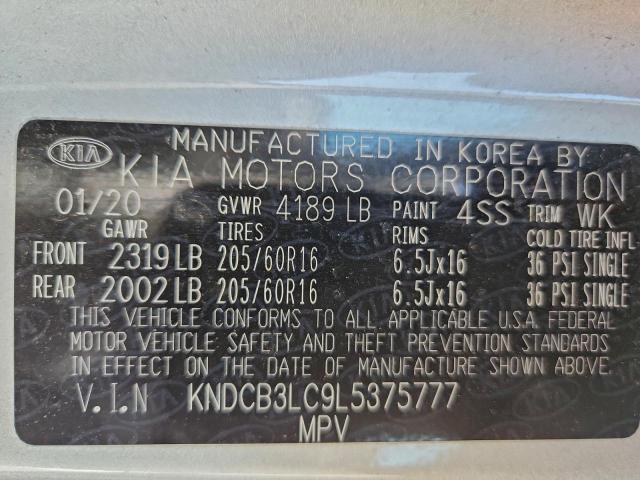 MANUFACTURED IN KOREA BY
KIA KIA MOTORS CORPORATION
01/20 GVWR 4189 LB PAINT 4SS TRIM WK
GAWR TIRES RIMS COLD TIRE INFL
FRONT 2319 LB 205/60R16 6.5Jx16 36 PSI SINGLE
REAR 2002 LB 205/60R16 6.5Jx16 36 PSI SINGLE
THIS VEHICLE CONFORMS TO ALL APPLICABLE U.S.A. FEDERAL
MOTOR VEHICLE SAFETY AND THEFT PREVENTION STANDARDS
IN EFFECT ON THE DATE OF MANUFACTURE SHOWN ABOVE.
V.I.N KNDCB3LC9L5375777
MPV